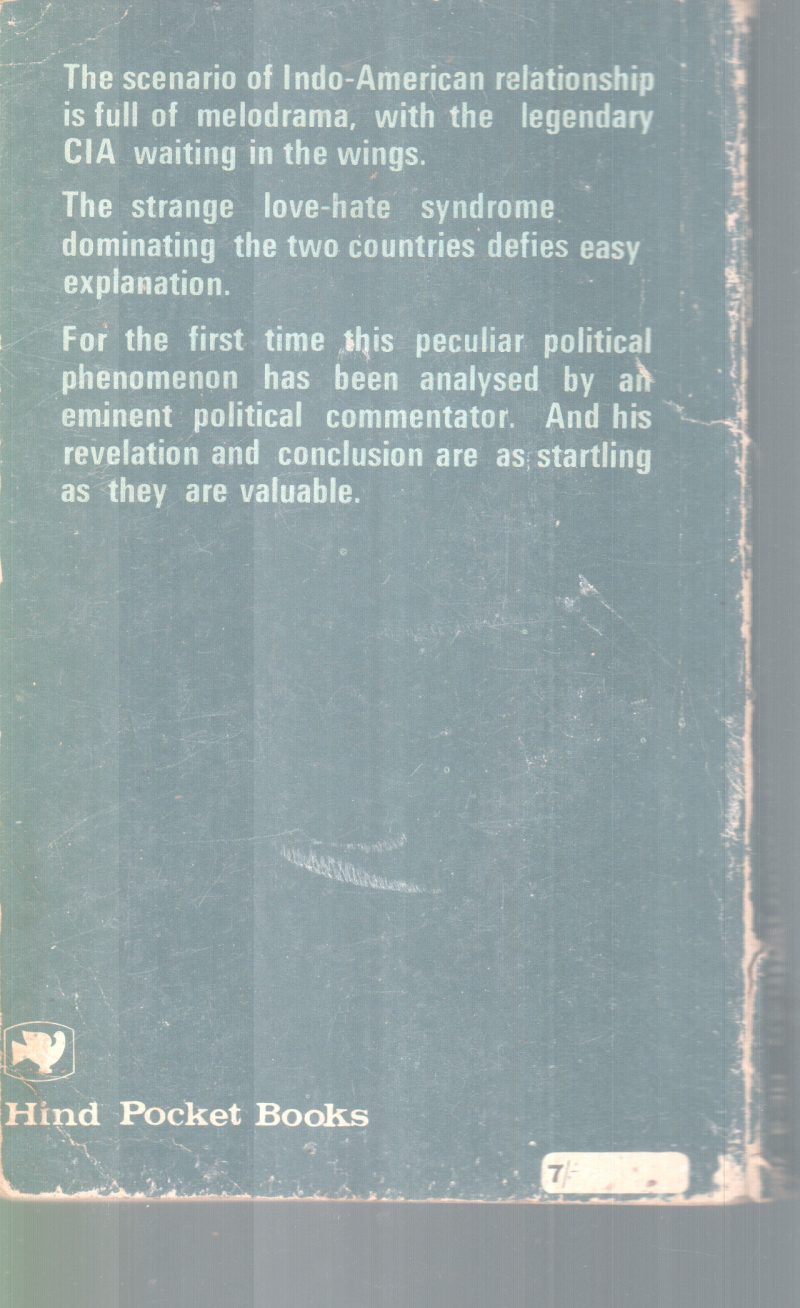 The scenario of Indo-American relationship
is full of melodrama, with the legendary
CIA waiting in the wings.
The strange love-hate syndrome
dominating the two countries defies easy
explanation.
For the first time this peculiar political
phenomenon has been analysed by an
eminent political commentator. And his
revelation and conclusion are as startling
as they are valuable.
Hind Pocket Books
7/-